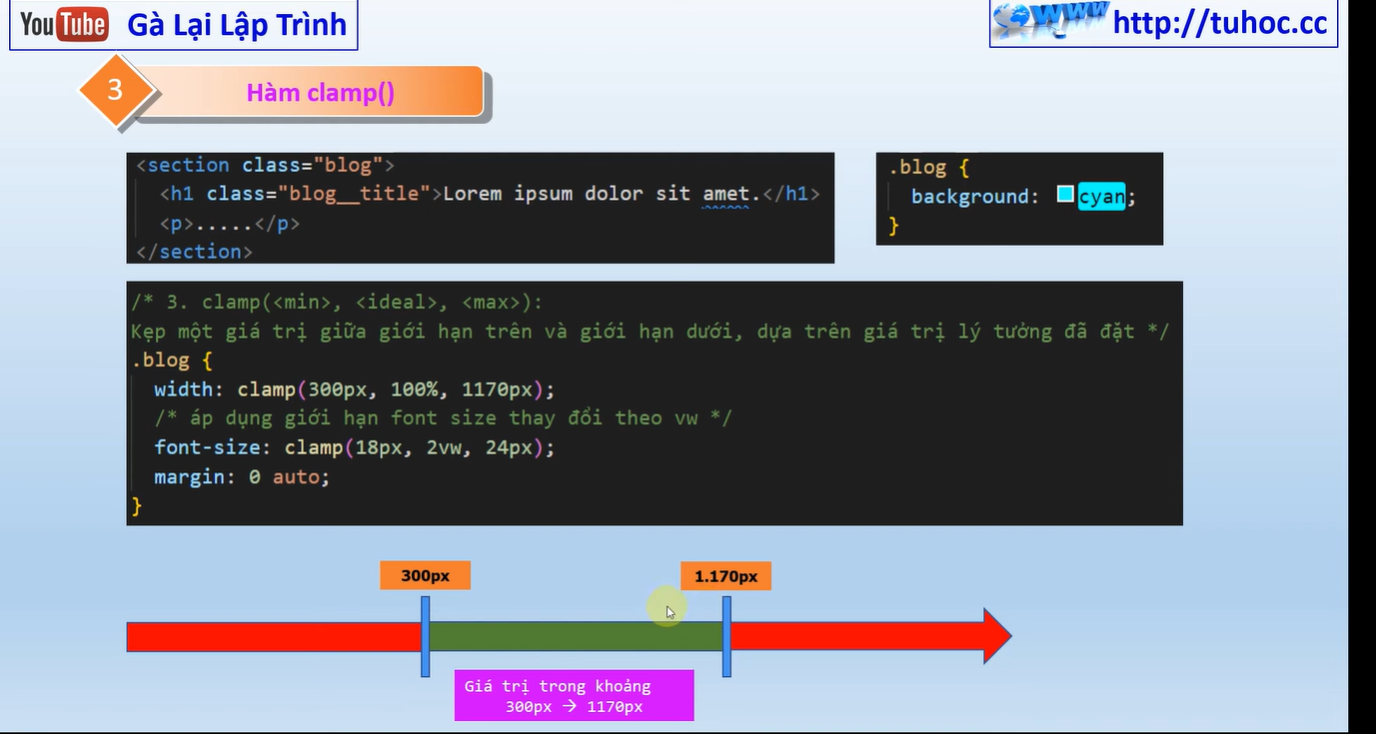 YouTube Gà Lại Lập Trình
www http://tuhoc.cc
3
Hàm clamp()
<section class="blog">
<h1 class="blog__title">Lorem ipsum dolor sit amet.</h1>
<p>.....</p>
</section>
.blog {
background: cyan;
}
/* 3. clamp(<min>, <ideal>, <max>):
Kẹp một giá trị giữa giới hạn trên và giới hạn dưới, dựa trên giá trị lý tưởng đã đặt */
.blog {
width: clamp(300px, 100%, 1170px);
/* áp dụng giới hạn font size thay đổi theo vw */
font-size: clamp(18px, 2vw, 24px);
margin: 0 auto;
}
300px
1.170px
Giá trị trong khoảng
300px → 1170px